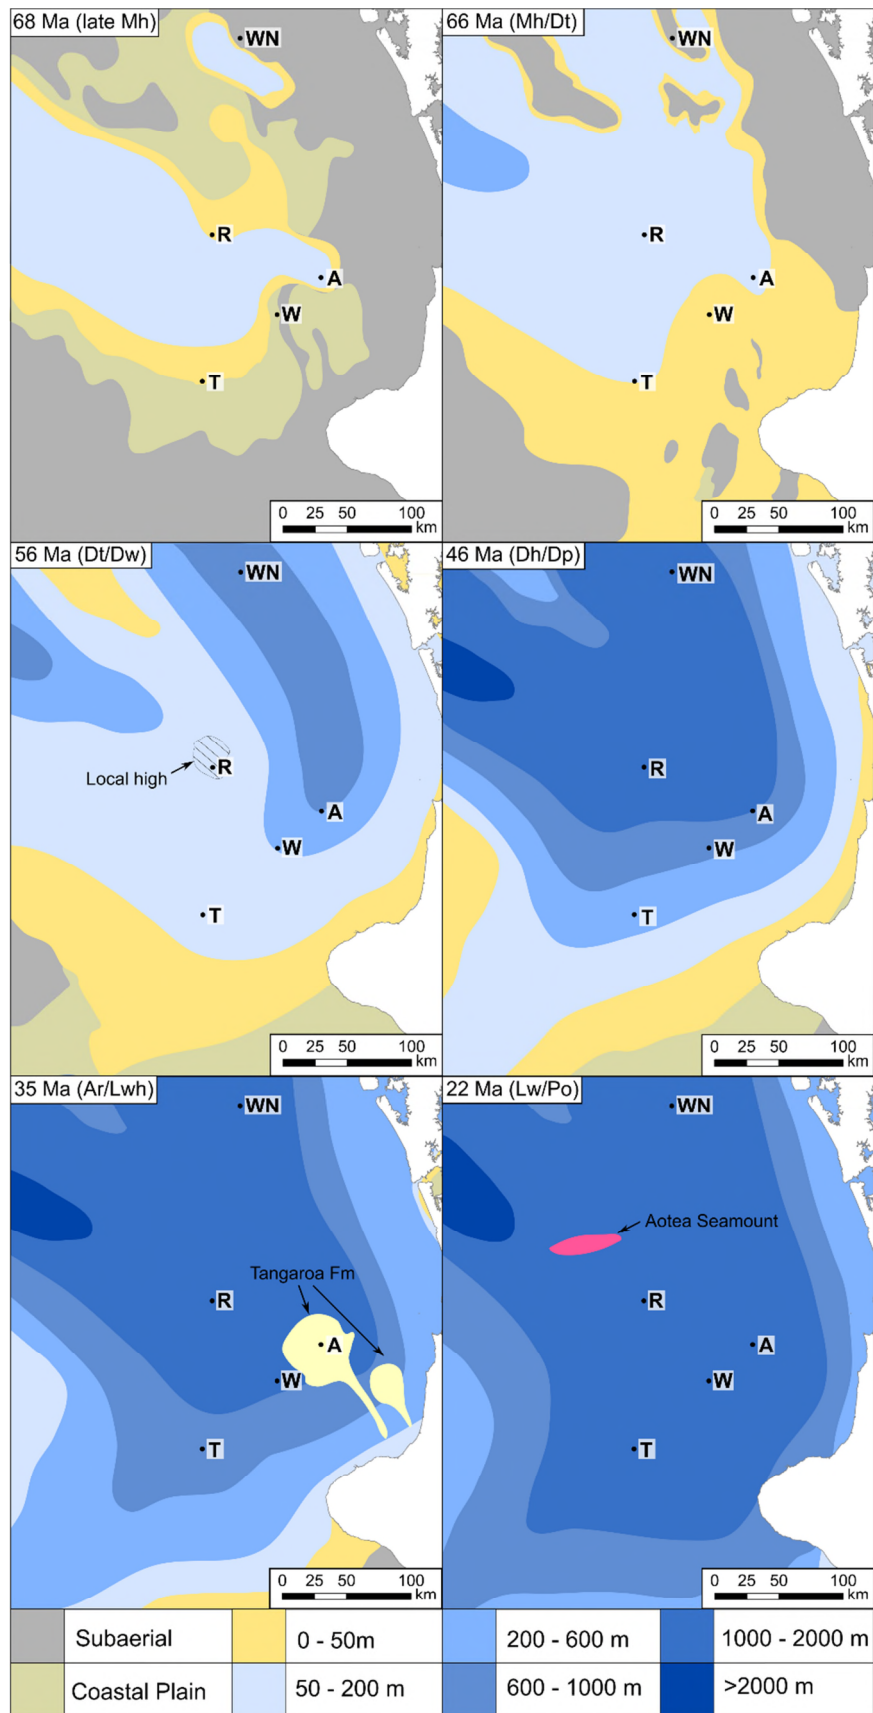 68 Ma (late Mh)
WN
R
A
W
T
0 25 50 100
km
66 Ma (Mh/Dt)
WN
R
A
W
T
0 25 50 100
km
56 Ma (Dt/Dw)
WN
Local high
R
A
W
T
0 25 50 100
km
46 Ma (Dh/Dp)
WN
R
A
W
T
0 25 50 100
km
35 Ma (Ar/Lwh)
WN
Tangaroa Fm
R
A
W
T
0 25 50 100
km
22 Ma (Lw/Po)
WN
Aotea Seamount
R
A
W
T
0 25 50 100
km
Subaerial 0 - 50m 200 - 600 m 1000 - 2000 m
Coastal Plain 50 - 200 m 600 - 1000 m >2000 m